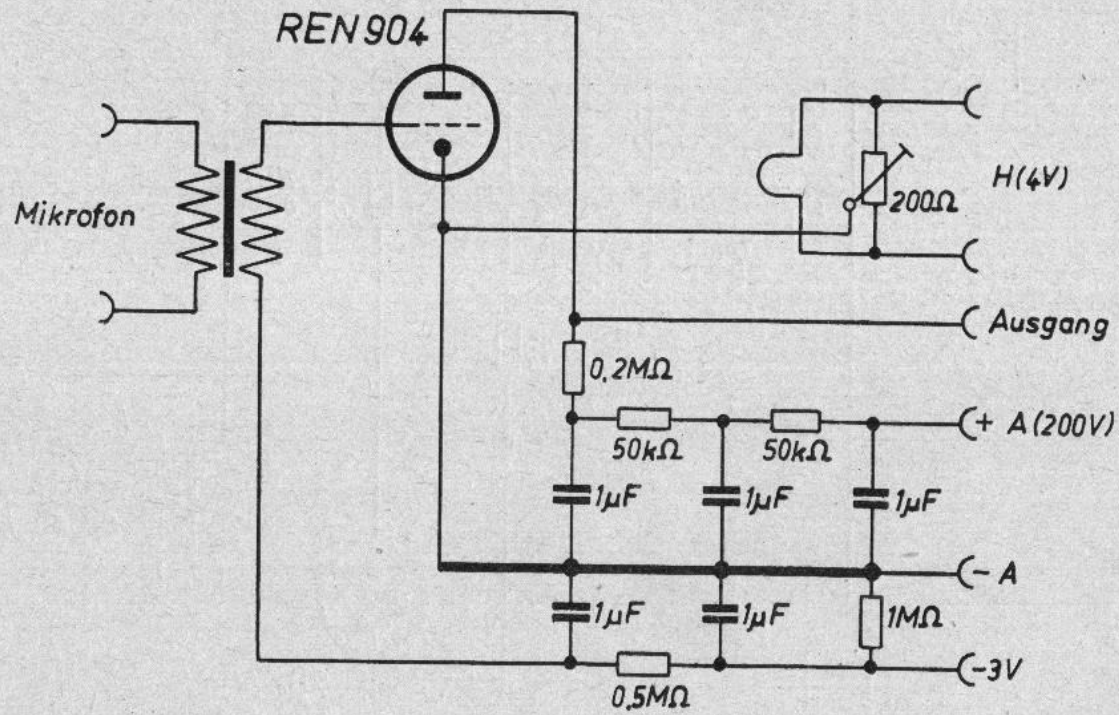 REN 904
Mikrofon
H(4V)
200Ω
Ausgang
0,2MΩ
+ A (200V)
50kΩ
50kΩ
1µF
1µF
1µF
- A
1µF
1µF
1MΩ
-3V
0,5MΩ